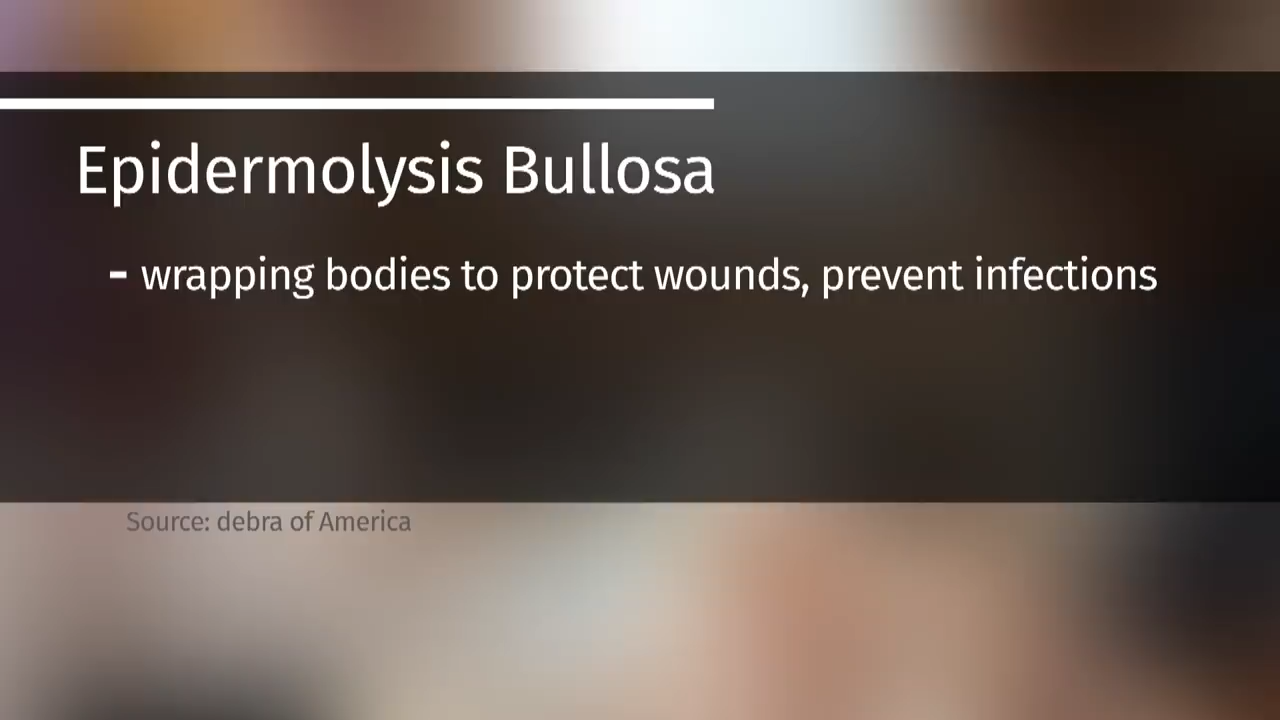 Epidermolysis Bullosa
- wrapping bodies to protect wounds, prevent infections
Source: debra of America